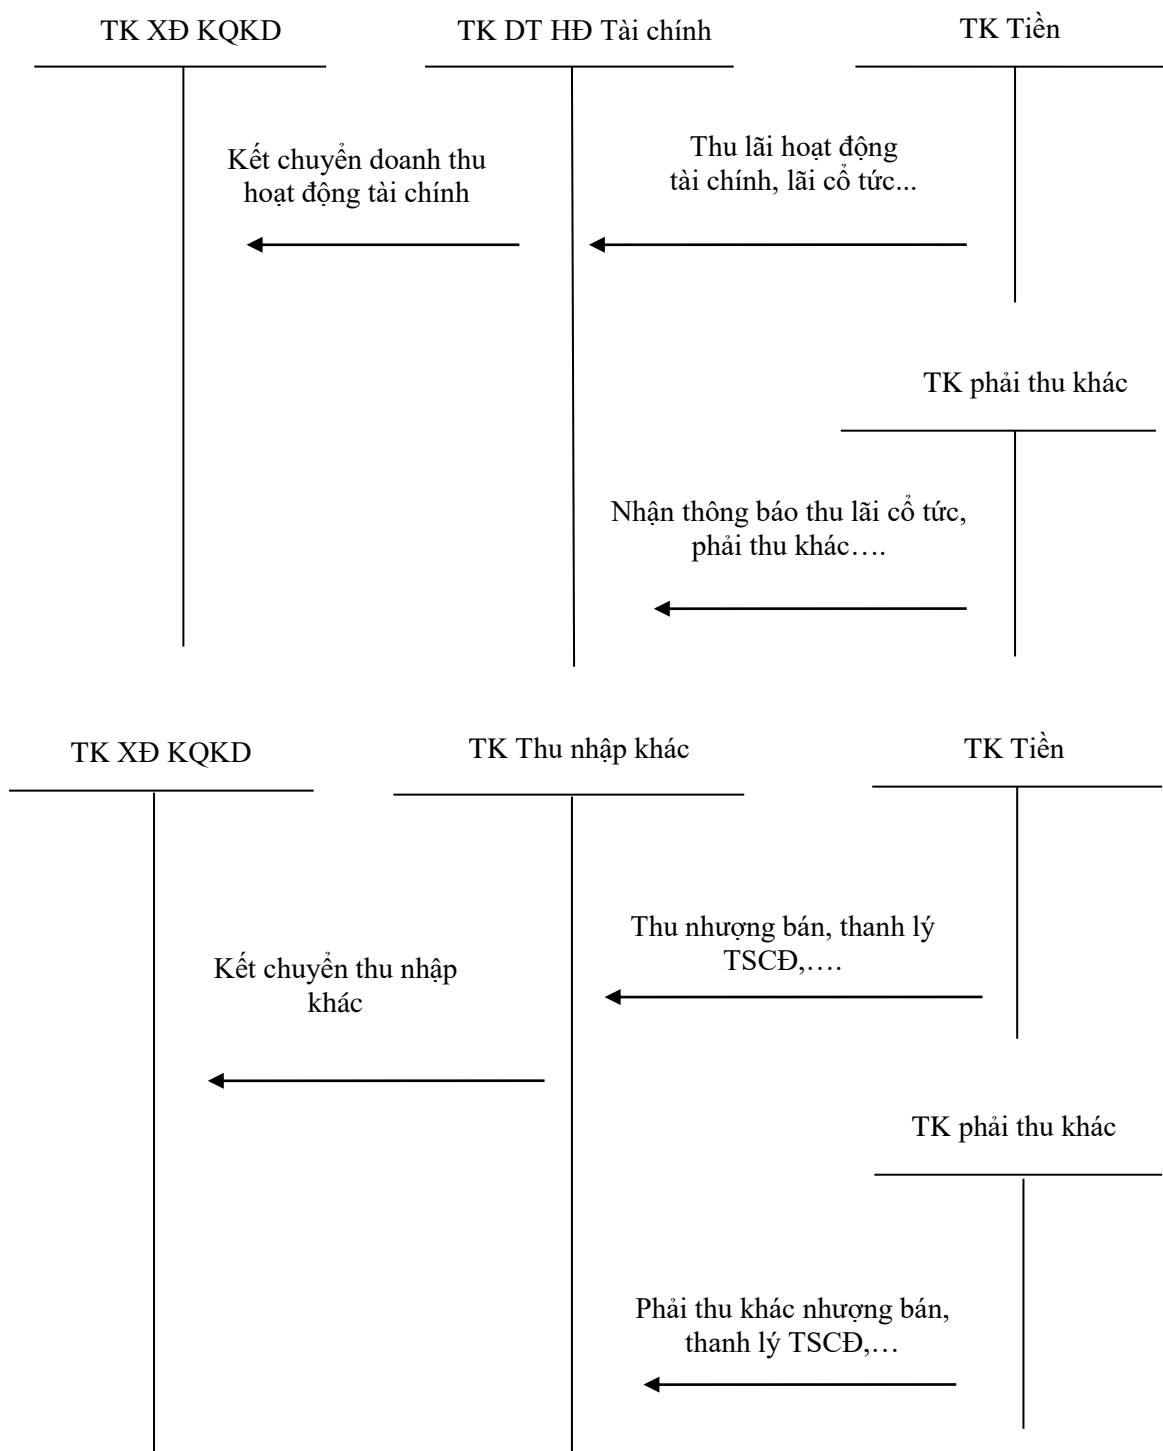 TK XĐ KQKD
TK DT HĐ Tài chính
TK Tiền
Kết chuyển doanh thu
hoạt động tài chính
Thu lãi hoạt động
tài chính, lãi cổ tức...
TK phải thu khác
Nhận thông báo thu lãi cổ tức,
phải thu khác….
TK XĐ KQKD
TK Thu nhập khác
TK Tiền
Thu nhượng bán, thanh lý
TSCĐ,….
Kết chuyển thu nhập
khác
TK phải thu khác
Phải thu khác nhượng bán,
thanh lý TSCĐ,…